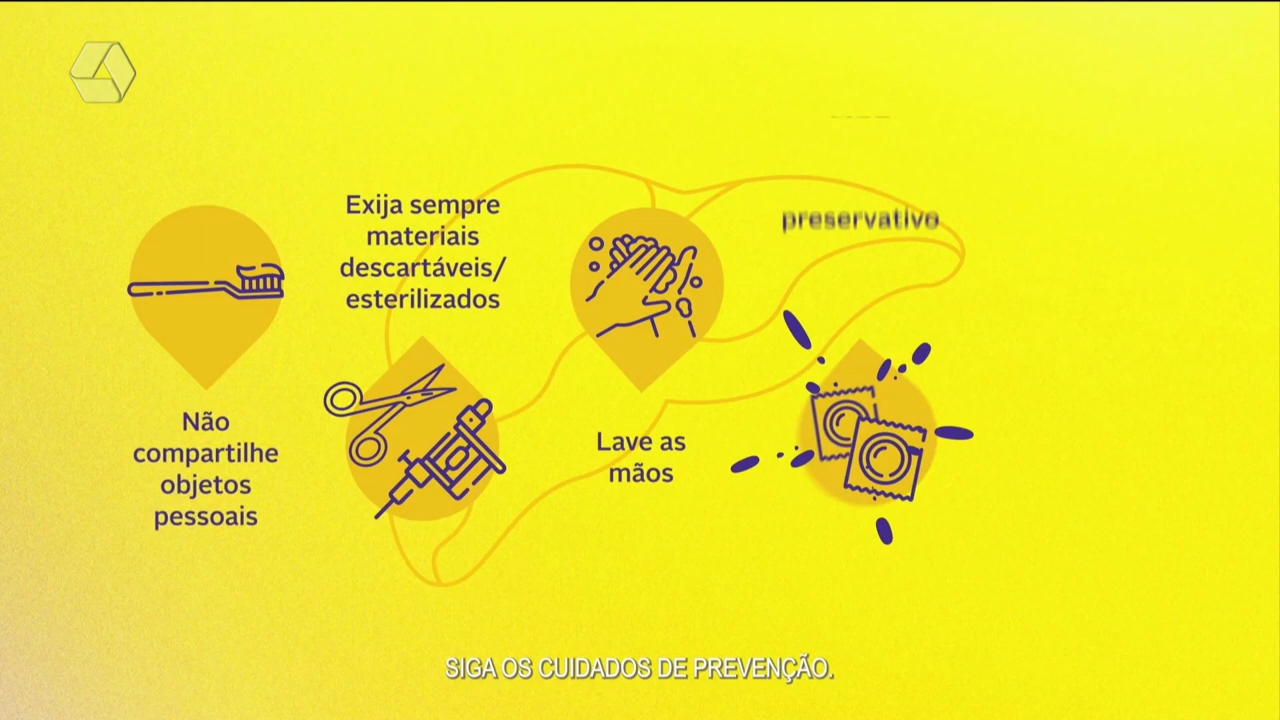 Não
compartilhe
objetos
pessoais
Exija sempre
materiais
descartáveis/
esterilizados
Lave as
mãos
preservativo
SIGA OS CUIDADOS DE PREVENÇÃO.